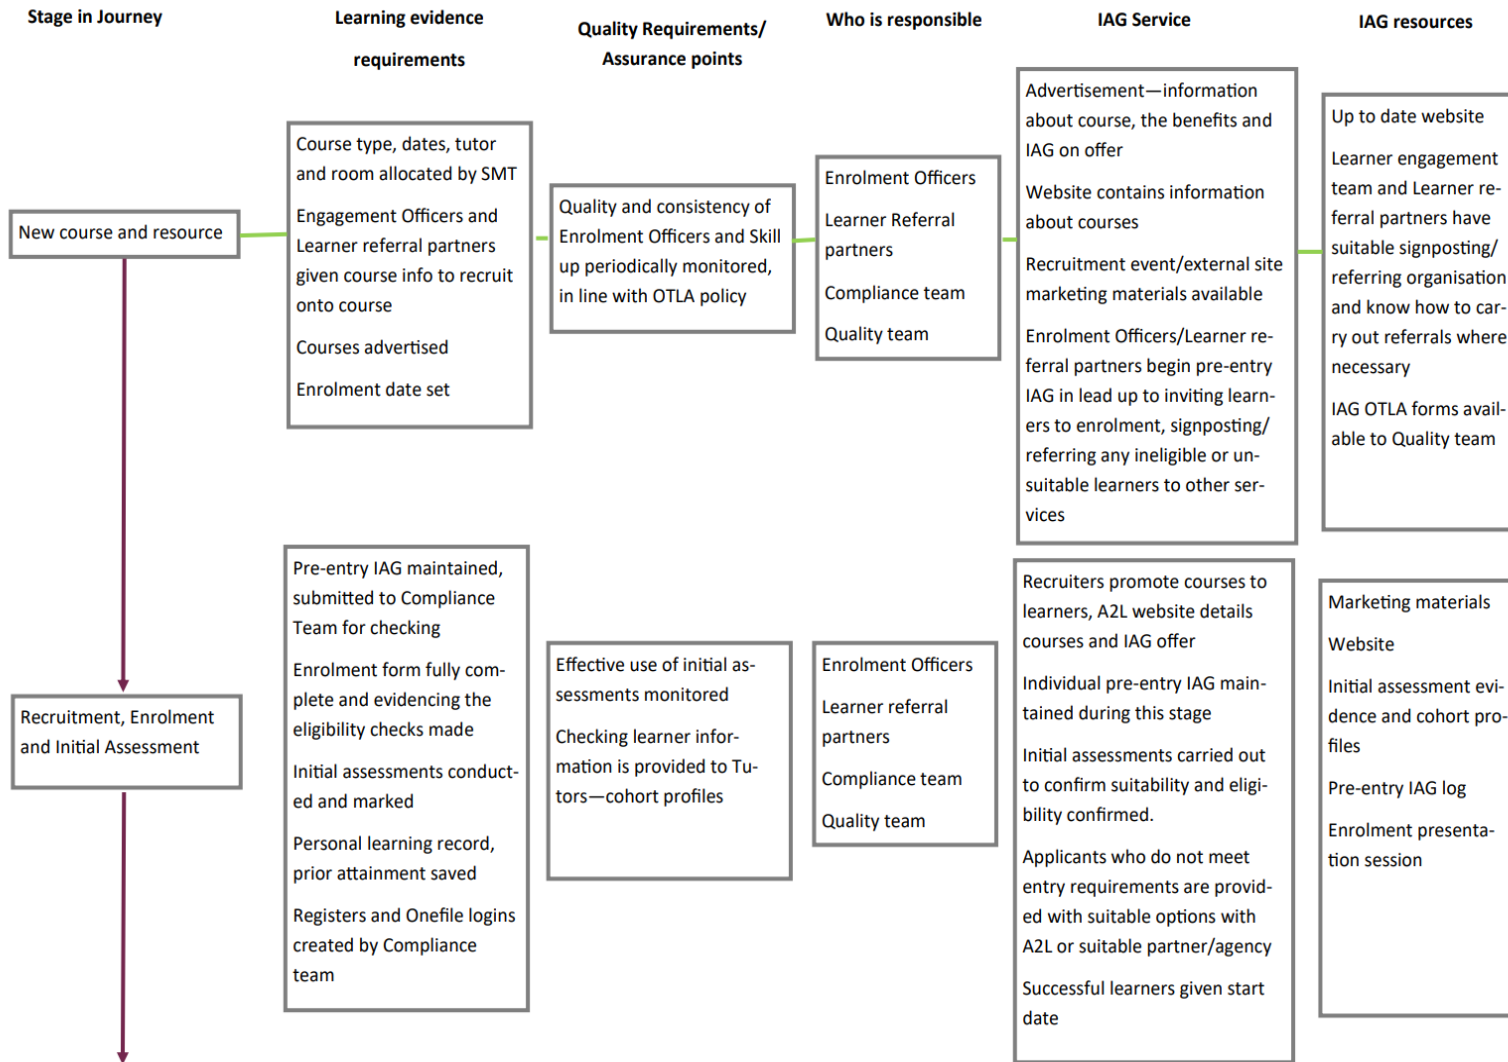 Stage in Journey
Learning evidence
requirements
Quality Requirements/
Assurance points
Who is responsible
IAG Service
IAG resources
New course and resource
Course type, dates, tutor
and room allocated by SMT
Engagement Officers and
Learner referral partners
given course info to recruit
onto course
Courses advertised
Enrolment date set
Quality and consistency of
Enrolment Officers and Skill
up periodically monitored,
in line with OTLA policy
Enrolment Officers
Learner Referral
partners
Compliance team
Quality team
Advertisement—information
about course, the benefits and
IAG on offer
Website contains information
about courses
Recruitment event/external site
marketing materials available
Enrolment Officers/Learner re-
ferral partners begin pre-entry
IAG in lead up to inviting learn-
ers to enrolment, signposting/
referring any ineligible or un-
suitable learners to other ser-
vices
Up to date website
Learner engagement
team and Learner re-
ferral partners have
suitable signposting/
referring organisation
and know how to car-
ry out referrals where
necessary
IAG OTLA forms avail-
able to Quality team
Recruitment, Enrolment
and Initial Assessment
Pre-entry IAG maintained,
submitted to Compliance
Team for checking
Enrolment form fully com-
plete and evidencing the
eligibility checks made
Initial assessments conduct-
ed and marked
Personal learning record,
prior attainment saved
Registers and Onefile logins
created by Compliance
team
Effective use of initial as-
sessments monitored
Checking learner infor-
mation is provided to Tu-
tors—cohort profiles
Enrolment Officers
Learner referral
partners
Compliance team
Quality team
Recruiters promote courses to
learners, A2L website details
courses and IAG offer
Individual pre-entry IAG main-
tained during this stage
Initial assessments carried out
to confirm suitability and eligi-
bility confirmed.
Applicants who do not meet
entry requirements are provid-
ed with suitable options with
A2L or suitable partner/agency
Successful learners given start
date
Marketing materials
Website
Initial assessment evi-
dence and cohort pro-
files
Pre-entry IAG log
Enrolment presenta-
tion session